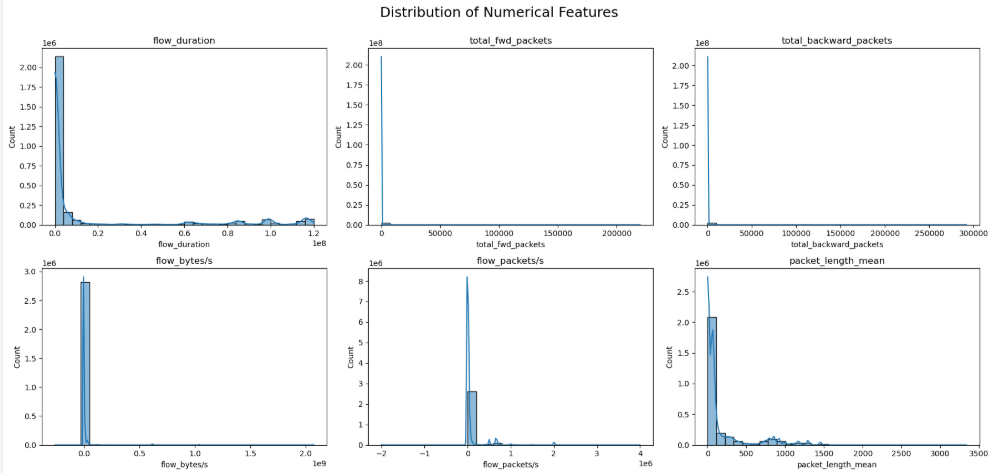 Distribution of Numerical Features
flow_duration
1e6
Count
2.00
1.75
1.50
1.25
1.00
0.75
0.50
0.25
0.00
0.0 0.2 0.4 0.6 0.8 1.0 1.2
1e8
flow_duration
total_fwd_packets
1e8
Count
2.00
1.75
1.50
1.25
1.00
0.75
0.50
0.25
0.00
0 50000 100000 150000 200000
total_fwd_packets
total_backward_packets
1e8
Count
2.00
1.75
1.50
1.25
1.00
0.75
0.50
0.25
0.00
0 50000 100000 150000 200000 250000 300000
total_backward_packets
flow_bytes/s
1e6
Count
3.0
2.5
2.0
1.5
1.0
0.5
0.0
0.0 0.5 1.0 1.5 2.0
1e9
flow_bytes/s
flow_packets/s
1e6
Count
8
7
6
5
4
3
2
1
0
−2 −1 0 1 2 3 4
1e6
flow_packets/s
packet_length_mean
1e6
Count
2.5
2.0
1.5
1.0
0.5
0.0
0 500 1000 1500 2000 2500 3000 3500
packet_length_mean